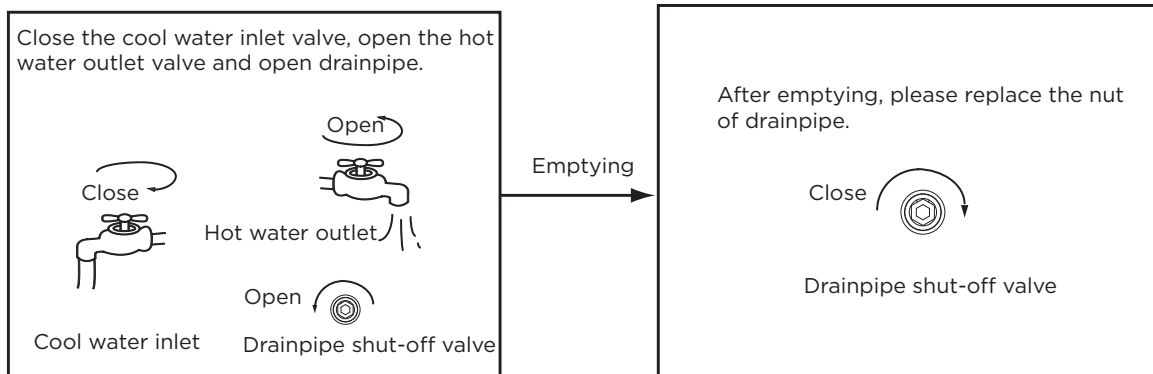 Close the cool water inlet valve, open the hot
water outlet valve and open drainpipe.
Open
Close
Hot water outlet
Open
Cool water inlet
Drainpipe shut-off valve
Emptying
After emptying, please replace the nut
of drainpipe.
Close
Drainpipe shut-off valve